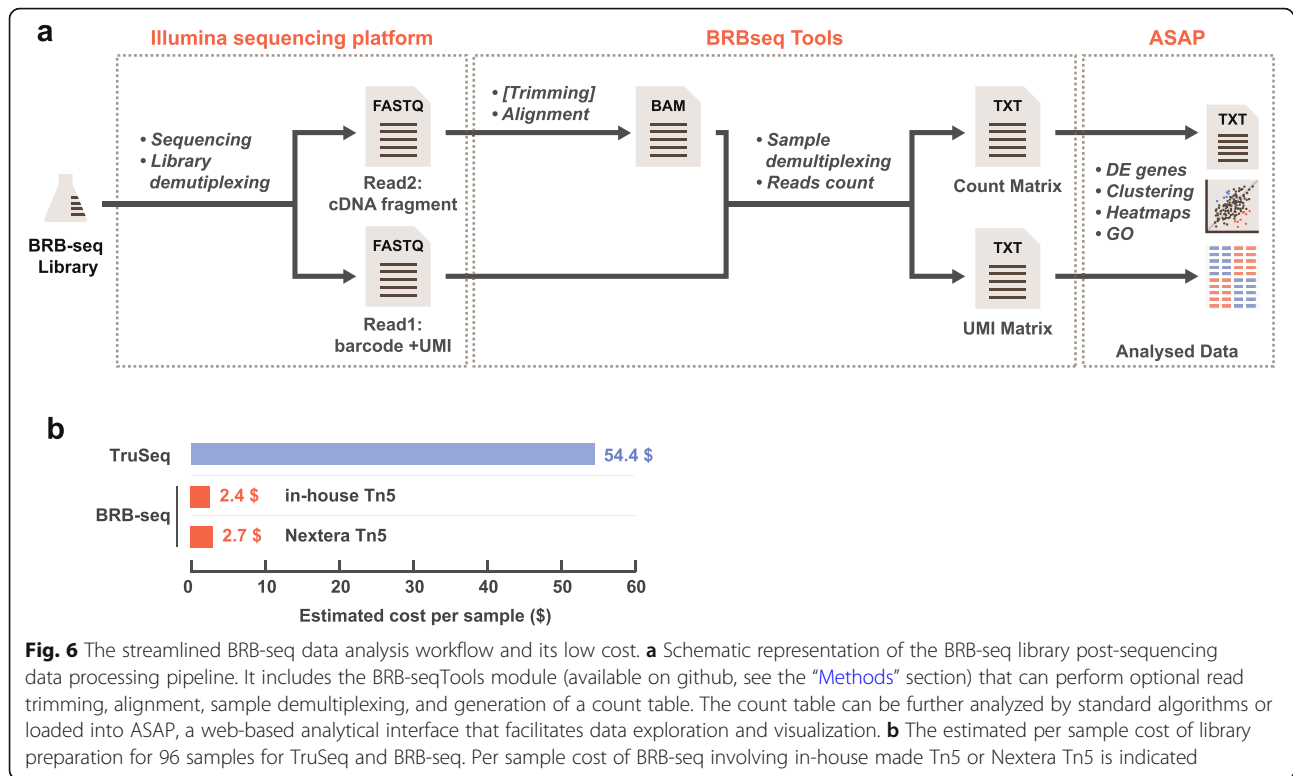 a
Illumina sequencing platform
BRBseq Tools
ASAP
BRB-seq
Library
• Sequencing
• Library
demutiplexing
FASTQ
Read2:
cDNA fragment
FASTQ
Read1:
barcode +UMI
• [Trimming]
• Alignment
BAM
• Sample
demultiplexing
• Reads count
TXT
Count Matrix
TXT
UMI Matrix
• DE genes
• Clustering
• Heatmaps
• GO
TXT
Analysed Data
b
TruSeq
54.4 $
BRB-seq
2.4 $ in-house Tn5
2.7 $ Nextera Tn5
0 10 20 30 40 50 60
Estimated cost per sample ($)
Fig. 6 The streamlined BRB-seq data analysis workflow and its low cost. a Schematic representation of the BRB-seq library post-sequencing
data processing pipeline. It includes the BRB-seqTools module (available on github, see the “Methods” section) that can perform optional read
trimming, alignment, sample demultiplexing, and generation of a count table. The count table can be further analyzed by standard algorithms or
loaded into ASAP, a web-based analytical interface that facilitates data exploration and visualization. b The estimated per sample cost of library
preparation for 96 samples for TruSeq and BRB-seq. Per sample cost of BRB-seq involving in-house made Tn5 or Nextera Tn5 is indicated